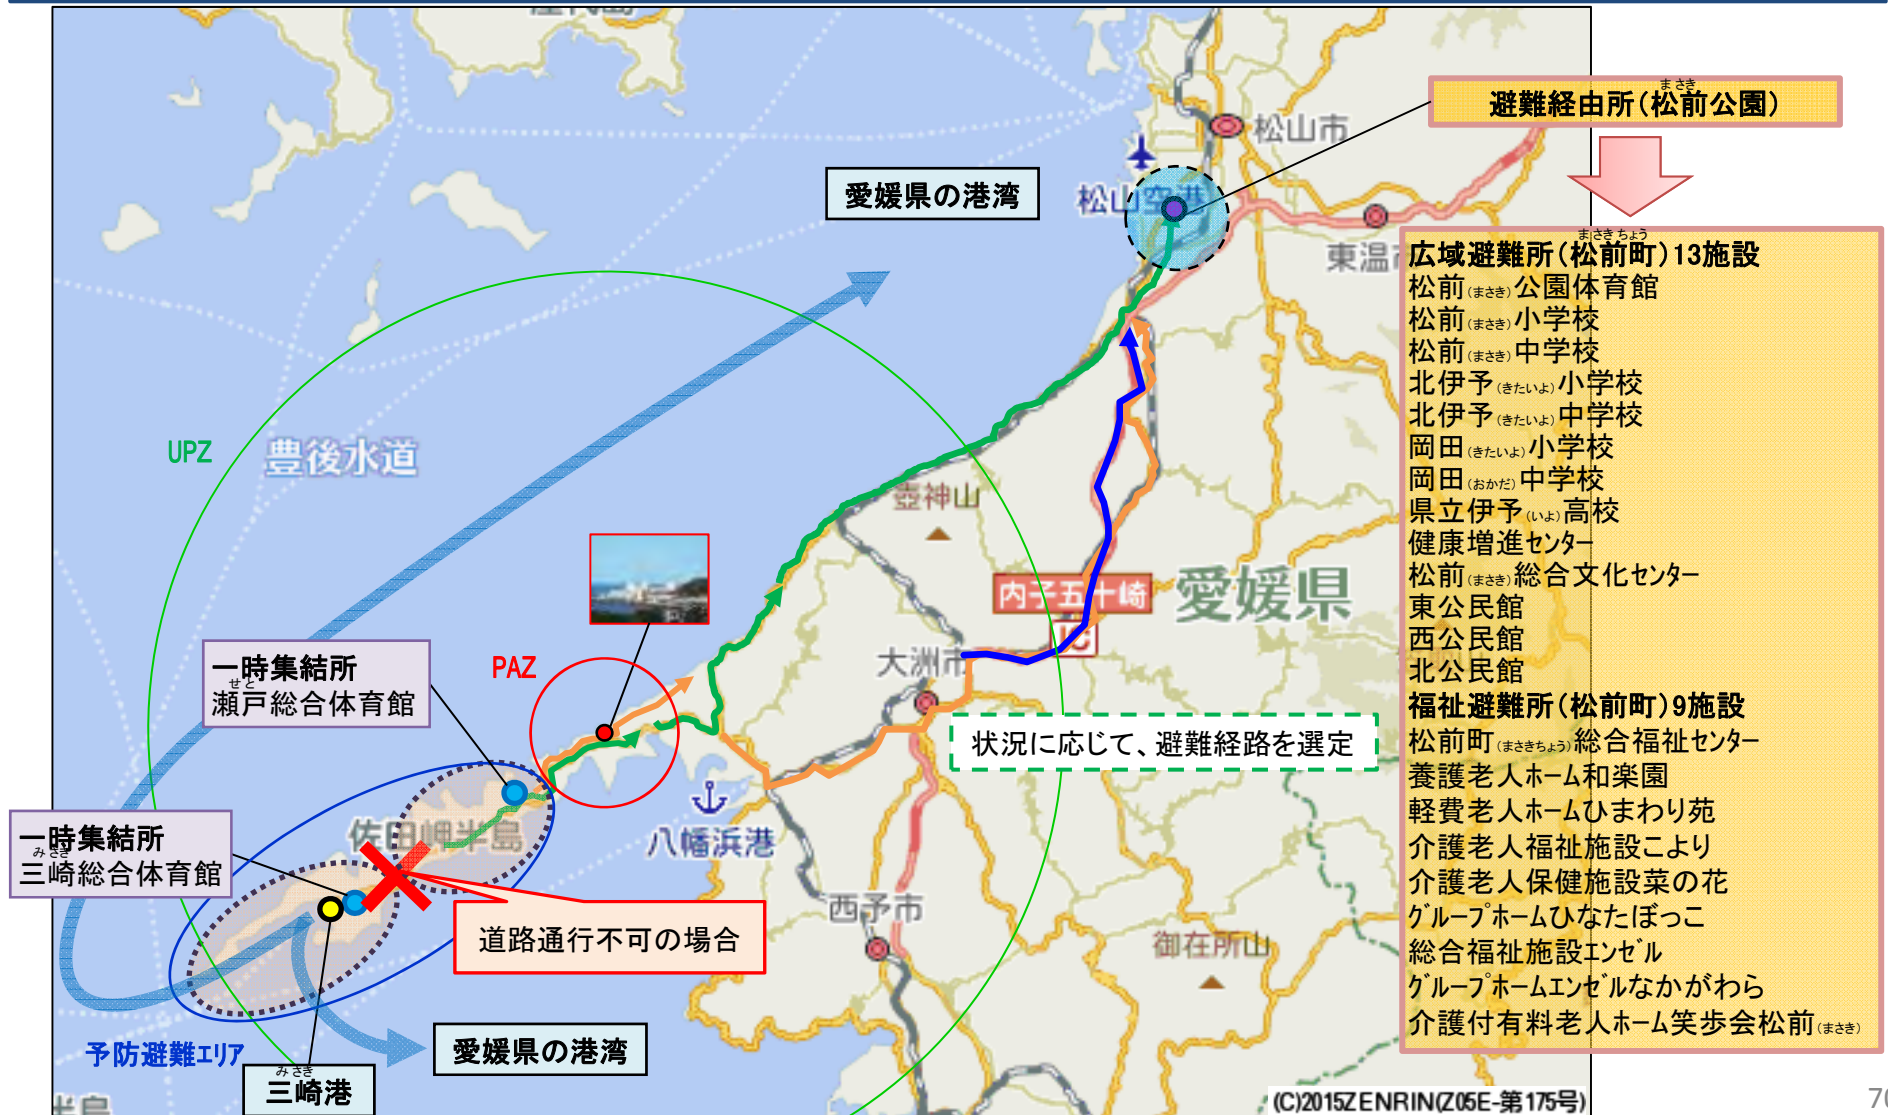 避難経由所(松前公園)
まさき
松山市
松山空港
愛媛県の港湾
東温
広域避難所(松前町)13施設
まさきちょう
松前(まさき)公園体育館
松前(まさき)小学校
松前(まさき)中学校
北伊予(きたいよ)小学校
北伊予(きたいよ)中学校
岡田(きたいよ)小学校
岡田(おかだ)中学校
県立伊予(いよ)高校
健康増進センター
松前(まさき)総合文化センター
東公民館
西公民館
北公民館
福祉避難所(松前町)9施設
松前町(まさきちょう)総合福祉センター
養護老人ホーム和楽園
軽費老人ホームひまわり苑
介護老人福祉施設こより
介護老人保健施設菜の花
グループホームひなたぼっこ
総合福祉施設エンゼル
グループホームエンゼルなかがわら
介護付有料老人ホーム笑歩会松前(まさき)
UPZ
豊後水道
壺神山
内子五十崎
IC
愛媛県
大洲市
PAZ
一時集結所
せと
瀬戸総合体育館
状況に応じて、避難経路を選定
八幡浜港
佐田岬半島
一時集結所
みさき
三崎総合体育館
道路通行不可の場合
西予市
御在所山
予防避難エリア
愛媛県の港湾
みさき
三崎港
半島
(C)2015ZENRIN(Z05E-第175号)